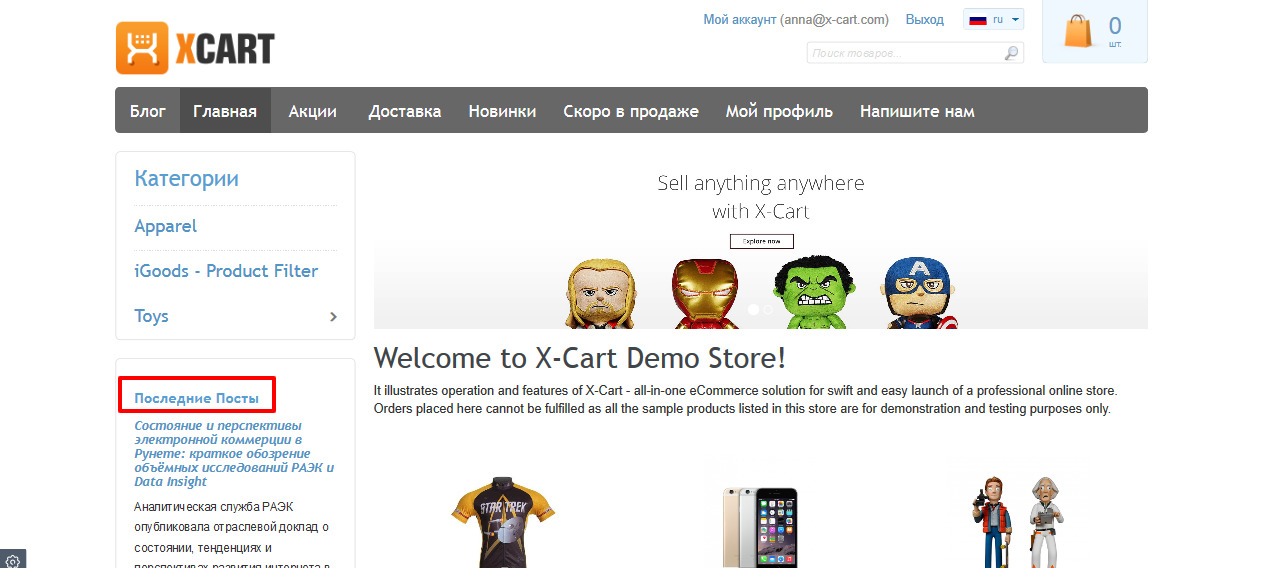 Мой аккаунт (anna@x-cart.com) Выход ru
0
шт.
XCART
Поиск товаров...
Блог Главная Акции Доставка Новинки Скоро в продаже Мой профиль Напишите нам
Категории
Apparel
iGoods - Product Filter
Toys
Sell anything anywhere
with X-Cart
Explore now
A
Welcome to X-Cart Demo Store!
It illustrates operation and features of X-Cart - all-in-one eCommerce solution for swift and easy launch of a professional online store.
Orders placed here cannot be fulfilled as all the sample products listed in this store are for demonstration and testing purposes only.
Последние Посты
Состояние и перспективы
электронной коммерции в
Рунете: краткое обозрение
объёмных исследований РАЭК и
Data Insight
Аналитическая служба РАЭК
опубликовала отраслевой доклад о
состоянии, тенденциях и
перспективах развития интернета в
STAR TREK